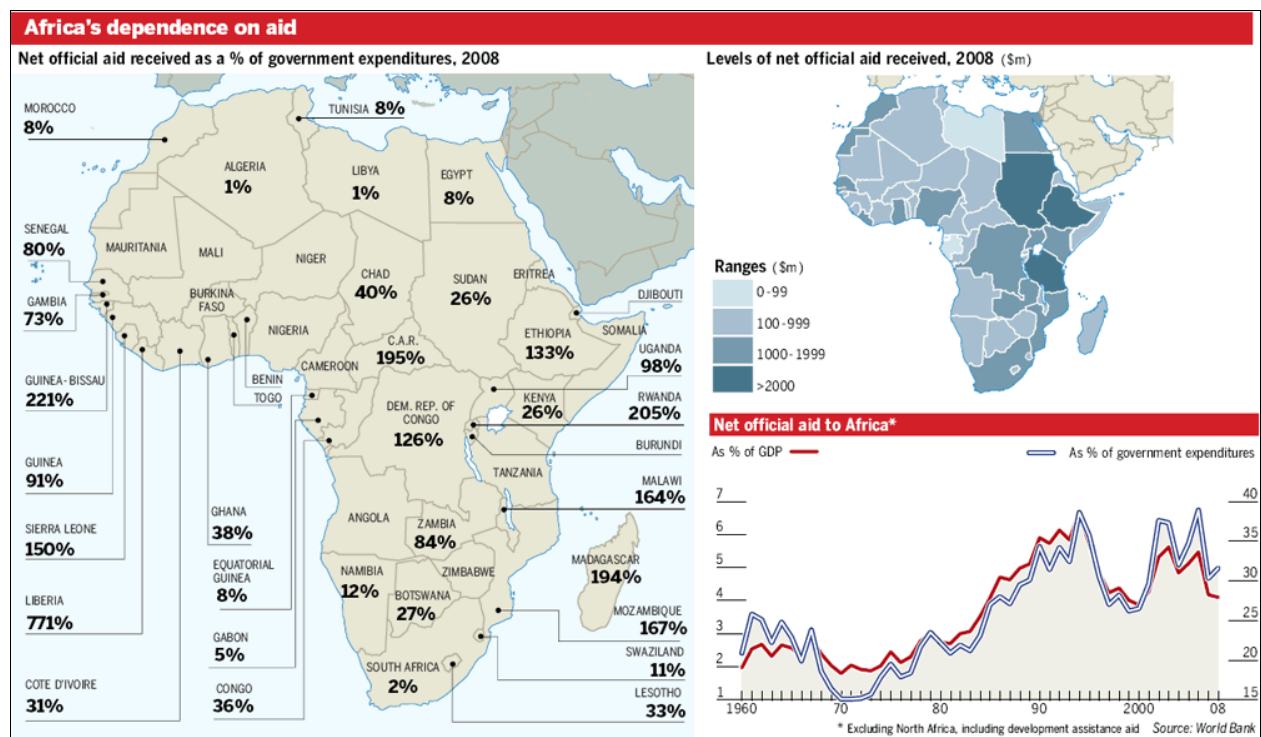 Africa's dependence on aid
Net official aid received as a % of government expenditures, 2008
MOROCCO
8%
TUNISIA 8%
ALGERIA
1%
LIBYA
1%
EGYPT
8%
SENEGAL
80%
MAURITANIA
MALI
NIGER
CHAD
40%
SUDAN
26%
ERITREA
DJIBOUTI
GAMBIA
73%
BURKINA
FASO
NIGERIA
ETHIOPIA
133%
SOMALIA
C.A.R.
195%
CAMEROON
UGANDA
98%
GUINEA-BISSAU
221%
BENIN
TOGO
DEM. REP. OF
CONGO
126%
KENYA
26%
RWANDA
205%
BURUNDI
GUINEA
91%
TANZANIA
MALAWI
164%
SIERRA LEONE
150%
GHANA
38%
ANGOLA
ZAMBIA
84%
EQUATORIAL
GUINEA
8%
NAMIBIA
12%
ZIMBABWE
BOTSWANA
27%
MADAGASCAR
194%
LIBERIA
771%
MOZAMBIQUE
167%
GABON
5%
SWAZILAND
11%
SOUTH AFRICA
2%
COTE D'IVOIRE
31%
CONGO
36%
LESOTHO
33%
Levels of net official aid received, 2008 ($m)
Ranges ($m)
0-99
100-999
1000-1999
>2000
Net official aid to Africa*
As % of GDP
As % of government expenditures
7
6
5
4
3
2
1
40
35
30
25
20
15
1960 70 80 90 2000 08
* Excluding North Africa, including development assistance aid Source: World Bank